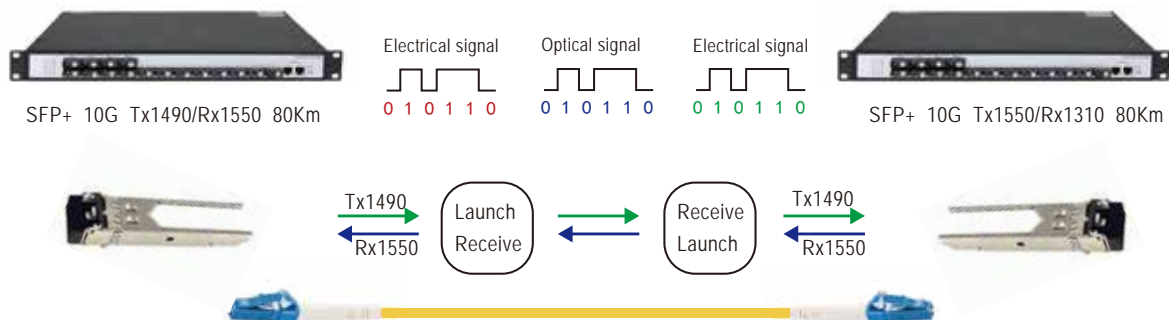 Electrical signal
Optical signal
Electrical signal
0 1 0 1 1 0
0 1 0 1 1 0
0 1 0 1 1 0
SFP+ 10G Tx1490/Rx1550 80Km
SFP+ 10G Tx1550/Rx1310 80Km
Tx1490
Rx1550
Launch
Receive
Receive
Launch
Tx1490
Rx1550